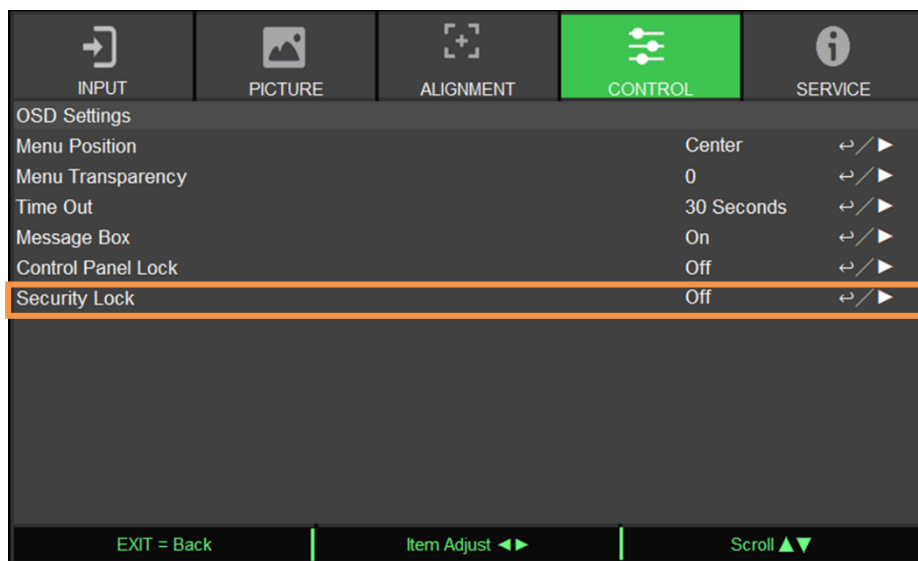 INPUT PICTURE ALIGNMENT CONTROL SERVICE
OSD Settings
Menu Position Center ↩/▶
Menu Transparency 0 ↩/▶
Time Out 30 Seconds ↩/▶
Message Box On ↩/▶
Control Panel Lock Off ↩/▶
Security Lock Off ↩/▶
EXIT = Back Item Adjust ◀▶ Scroll ▲▼